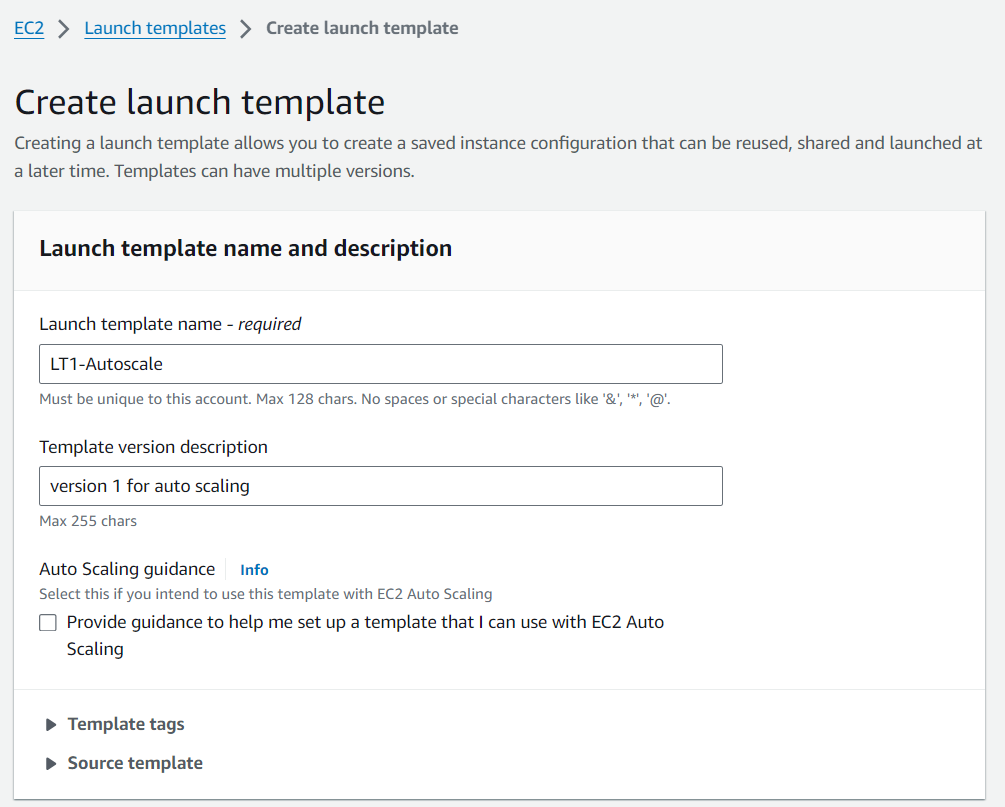 EC2 > Launch templates > Create launch template
Create launch template
Creating a launch template allows you to create a saved instance configuration that can be reused, shared and launched at
a later time. Templates can have multiple versions.
Launch template name and description
Launch template name - required
LT1-Autoscale
Must be unique to this account. Max 128 chars. No spaces or special characters like '&', '*', '@'.
Template version description
version 1 for auto scaling
Max 255 chars
Auto Scaling guidance Info
Select this if you intend to use this template with EC2 Auto Scaling
Provide guidance to help me set up a template that I can use with EC2 Auto
Scaling
Template tags
Source template